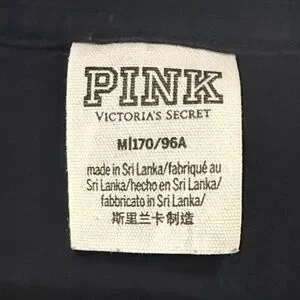 PINK
VICTORIA'S SECRET
M|170/96A
made in Sri Lanka/fabriqué au
Sri Lanka/hecho en Sri Lanka/
fabbricato in Sri Lanka/
斯里兰卡制造